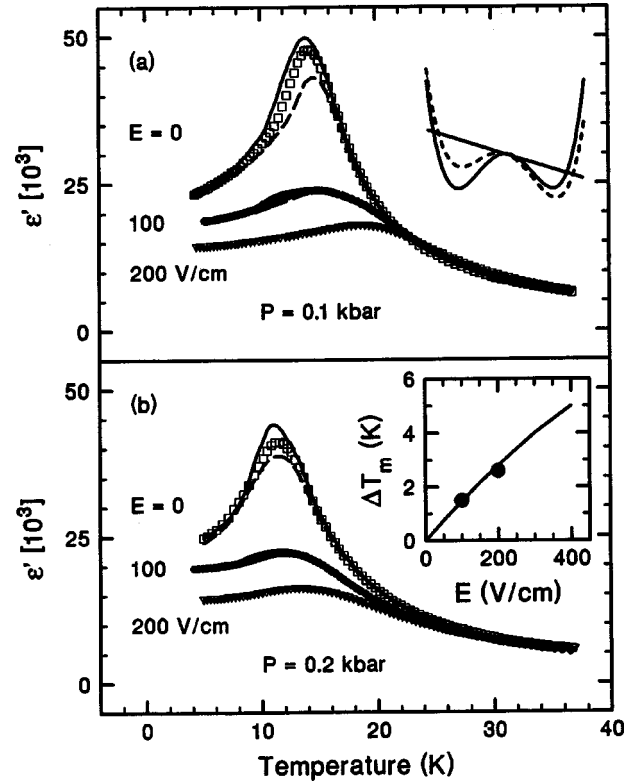 50
(a)
E = 0
ε' [10³]
25
100
200 V/cm
P = 0.1 kbar
0
50
(b)
6
4
2
0
ΔT_m (K)
0 200 400
E (V/cm)
E = 0
ε' [10³]
25
100
200 V/cm
P = 0.2 kbar
0
0 10 20 30 40
Temperature (K)